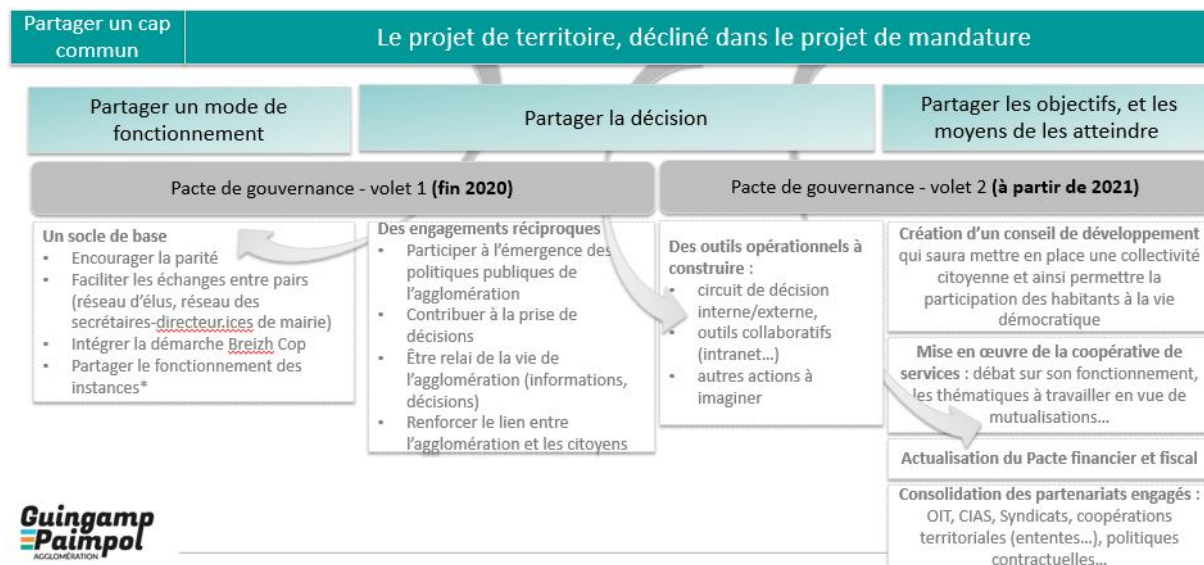 Partager un cap
commun
Le projet de territoire, décliné dans le projet de mandature
Partager un mode de
fonctionnement
Partager la décision
Partager les objectifs, et les
moyens de les atteindre
Pacte de gouvernance - volet 1 (fin 2020)
Pacte de gouvernance - volet 2 (à partir de 2021)
Un socle de base
• Encourager la parité
• Faciliter les échanges entre pairs
(réseau d'élus, réseau des
secrétaires-directeur.ices de mairie)
• Intégrer la démarche Breizh Cop
• Partager le fonctionnement des
instances*
Des engagements réciproques
• Participer à l'émergence des
politiques publiques de
l'agglomération
• Contribuer à la prise de
décisions
• Être relai de la vie de
l'agglomération (informations,
décisions)
• Renforcer le lien entre
l'agglomération et les citoyens
Des outils opérationnels à
construire :
• circuit de décision
interne/externe,
• outils collaboratifs
(intranet...)
• autres actions à
imaginer
Création d'un conseil de développement
qui saura mettre en place une collectivité
citoyenne et ainsi permettre la
participation des habitants à la vie
démocratique
Mise en œuvre de la coopérative de
services : débat sur son fonctionnement,
les thématiques à travailler en vue de
mutualisations...
Actualisation du Pacte financier et fiscal
Consolidation des partenariats engagés :
OIT, CIAS, Syndicats, coopérations
territoriales (ententes...), politiques
contractuelles...
Guingamp
Paimpol
AGGLOMÉRATION